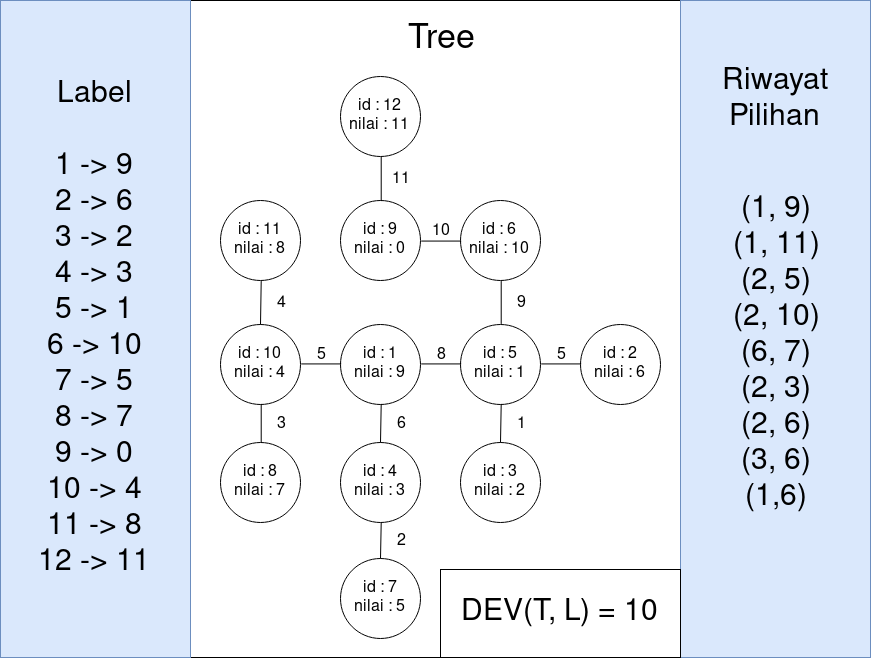 Label
1 -> 9
2 -> 6
3 -> 2
4 -> 3
5 -> 1
6 -> 10
7 -> 5
8 -> 7
9 -> 0
10 -> 4
11 -> 8
12 -> 11
Tree
id : 12
nilai : 11
11
id : 11
nilai : 8
id : 9
nilai : 0
10
id : 6
nilai : 10
4
9
id : 10
nilai : 4
5
id : 1
nilai : 9
8
id : 5
nilai : 1
5
id : 2
nilai : 6
3
6
1
id : 8
nilai : 7
id : 4
nilai : 3
id : 3
nilai : 2
2
id : 7
nilai : 5
DEV(T, L) = 10
Riwayat
Pilihan
(1, 9)
(1, 11)
(2, 5)
(2, 10)
(6, 7)
(2, 3)
(2, 6)
(3, 6)
(1,6)